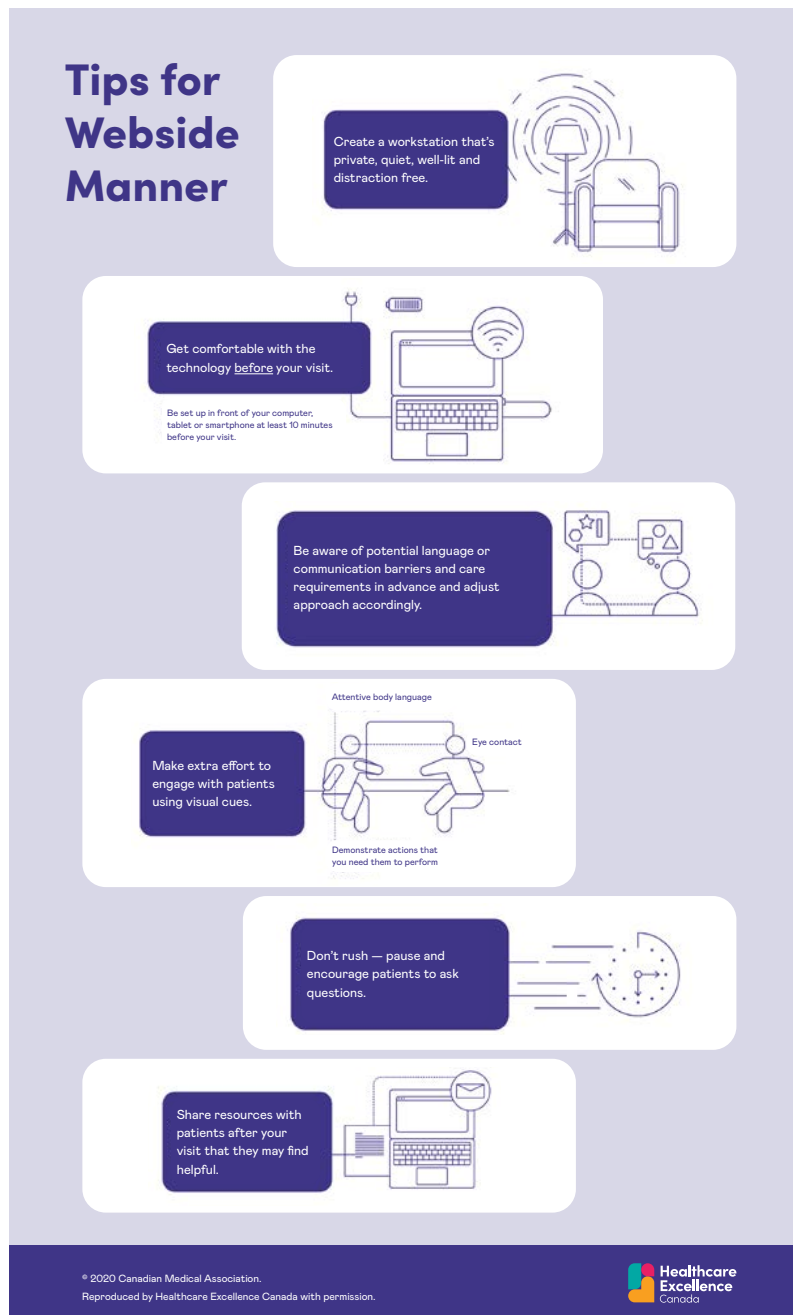 Tips for
Webside
Manner
Create a workstation that's
private, quiet, well-lit and
distraction free.
Get comfortable with the
technology before your visit.
Be set up in front of your computer,
tablet or smartphone at least 10 minutes
before your visit.
Be aware of potential language or
communication barriers and care
requirements in advance and adjust
approach accordingly.
Attentive body language
Eye contact
Make extra effort to
engage with patients
using visual cues.
Demonstrate actions that
you need them to perform
Don't rush — pause and
encourage patients to ask
questions.
Share resources with
patients after your
visit that they may find
helpful.
© 2020 Canadian Medical Association.
Reproduced by Healthcare Excellence Canada with permission.
Healthcare
Excellence
Canada